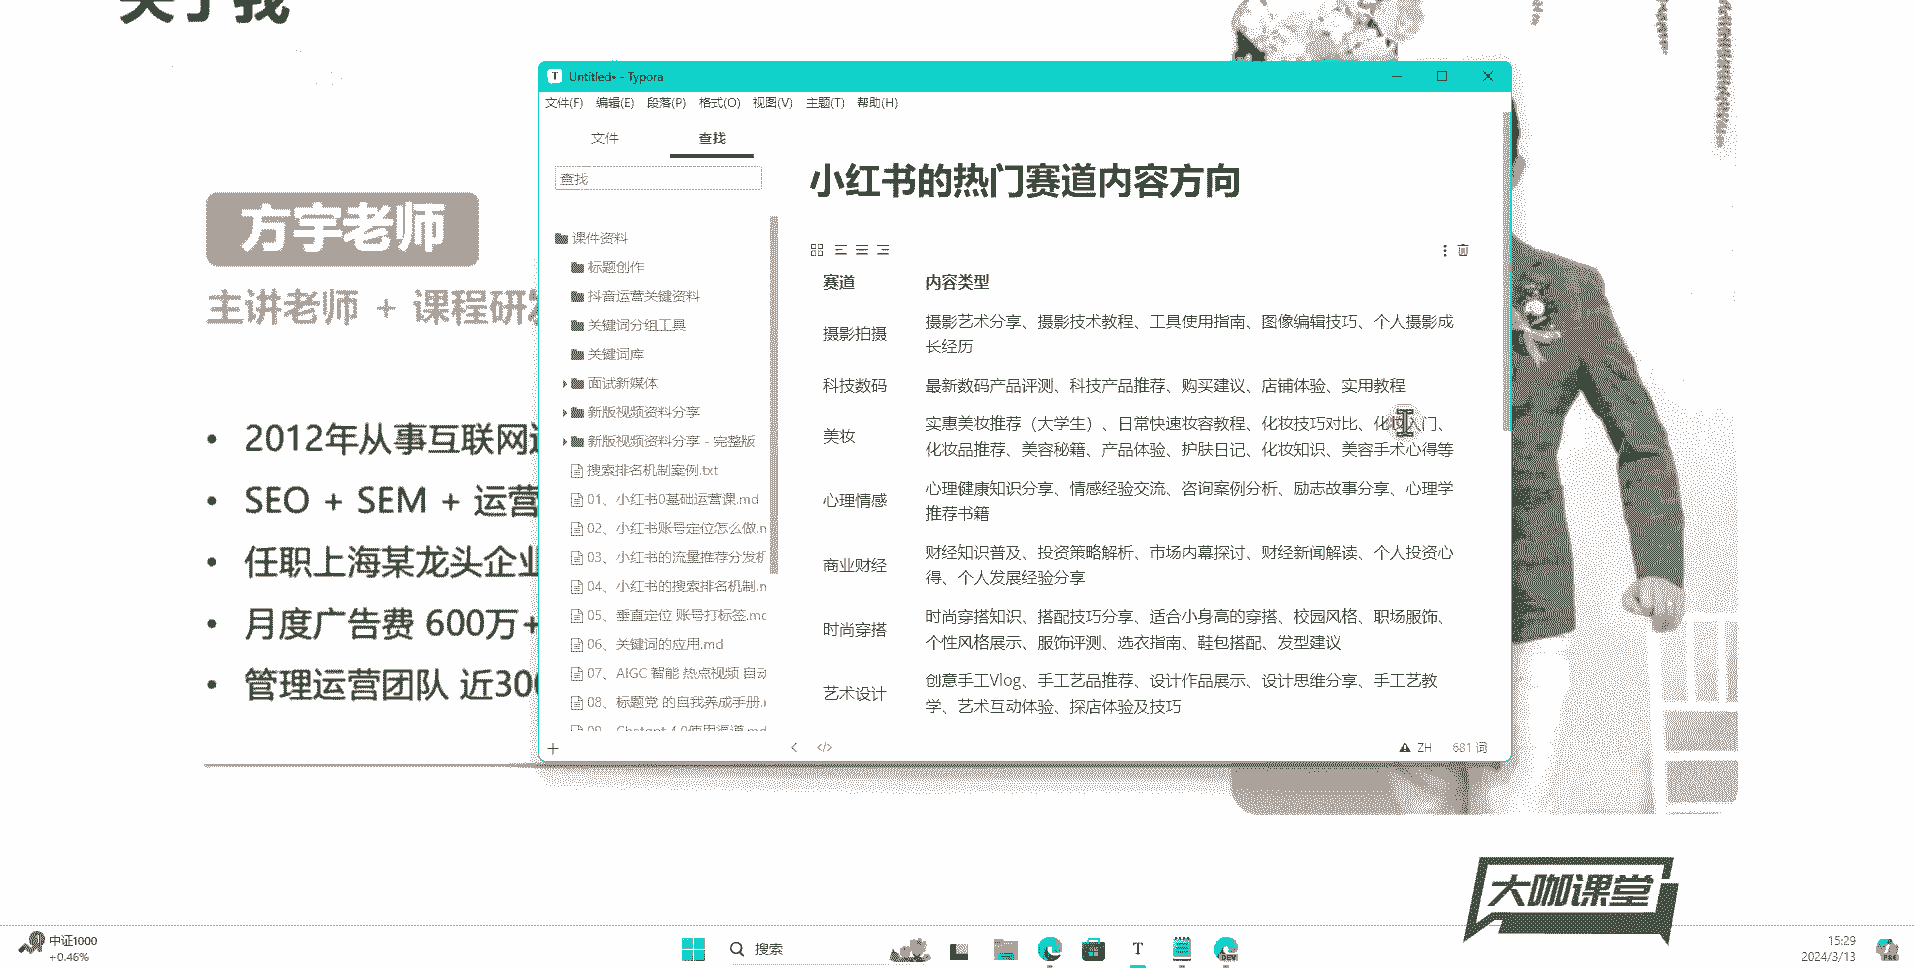 关于我
方宇老师
主讲老师 + 课程研发
2012年从事互联网
SEO + SEM + 运营
任职上海某龙头企业
月度广告费 600万+
管理运营团队 近300
Untitled• - Typora
文件(F) 编辑(E) 段落(P) 格式(O) 视图(V) 主题(T) 帮助(H)
文件 查找
查找
课件资料
标题创作
抖音运营关键资料
关键词分组工具
关键词库
面试新媒体
新版视频资料分享
新版视频资料分享 - 完整版
搜索排名机制案例.txt
01、小红书0基础运营课.md
02、小红书账号定位怎么做.m
03、小红书的流量推荐分发机
04、小红书的搜索排名机制.m
05、垂直定位 账号打标签.md
06、关键词的应用.md
07、AIGC 智能 热点视频 自动
08、标题党 的自我养成手册.
09、Chatgpt 4.0使用渠道.md
小红书的热门赛道内容方向
赛道 内容类型
摄影拍摄 摄影艺术分享、摄影技术教程、工具使用指南、图像编辑技巧、个人摄影成
长经历
科技数码 最新数码产品评测、科技产品推荐、购买建议、店铺体验、实用教程
美妆 实惠美妆推荐（大学生）、日常快速妆容教程、化妆技巧对比、化妆入门、
化妆品推荐、美容秘籍、产品体验、护肤日记、化妆知识、美容手术心得等
心理情感 心理健康知识分享、情感经验交流、咨询案例分析、励志故事分享、心理学
推荐书籍
商业财经 财经知识普及、投资策略解析、市场内幕探讨、财经新闻解读、个人投资心
得、个人发展经验分享
时尚穿搭 时尚穿搭知识、搭配技巧分享、适合小身高的穿搭、校园风格、职场服饰、
个性风格展示、服饰评测、选衣指南、鞋包搭配、发型建议
艺术设计 创意手工Vlog、手工艺品推荐、设计作品展示、设计思维分享、手工艺教
学、艺术互动体验、探店体验及技巧
ZH 681 词
大咖课堂
中证1000
+0.46%
搜索
DEV
15:29
2024/3/13
PRE